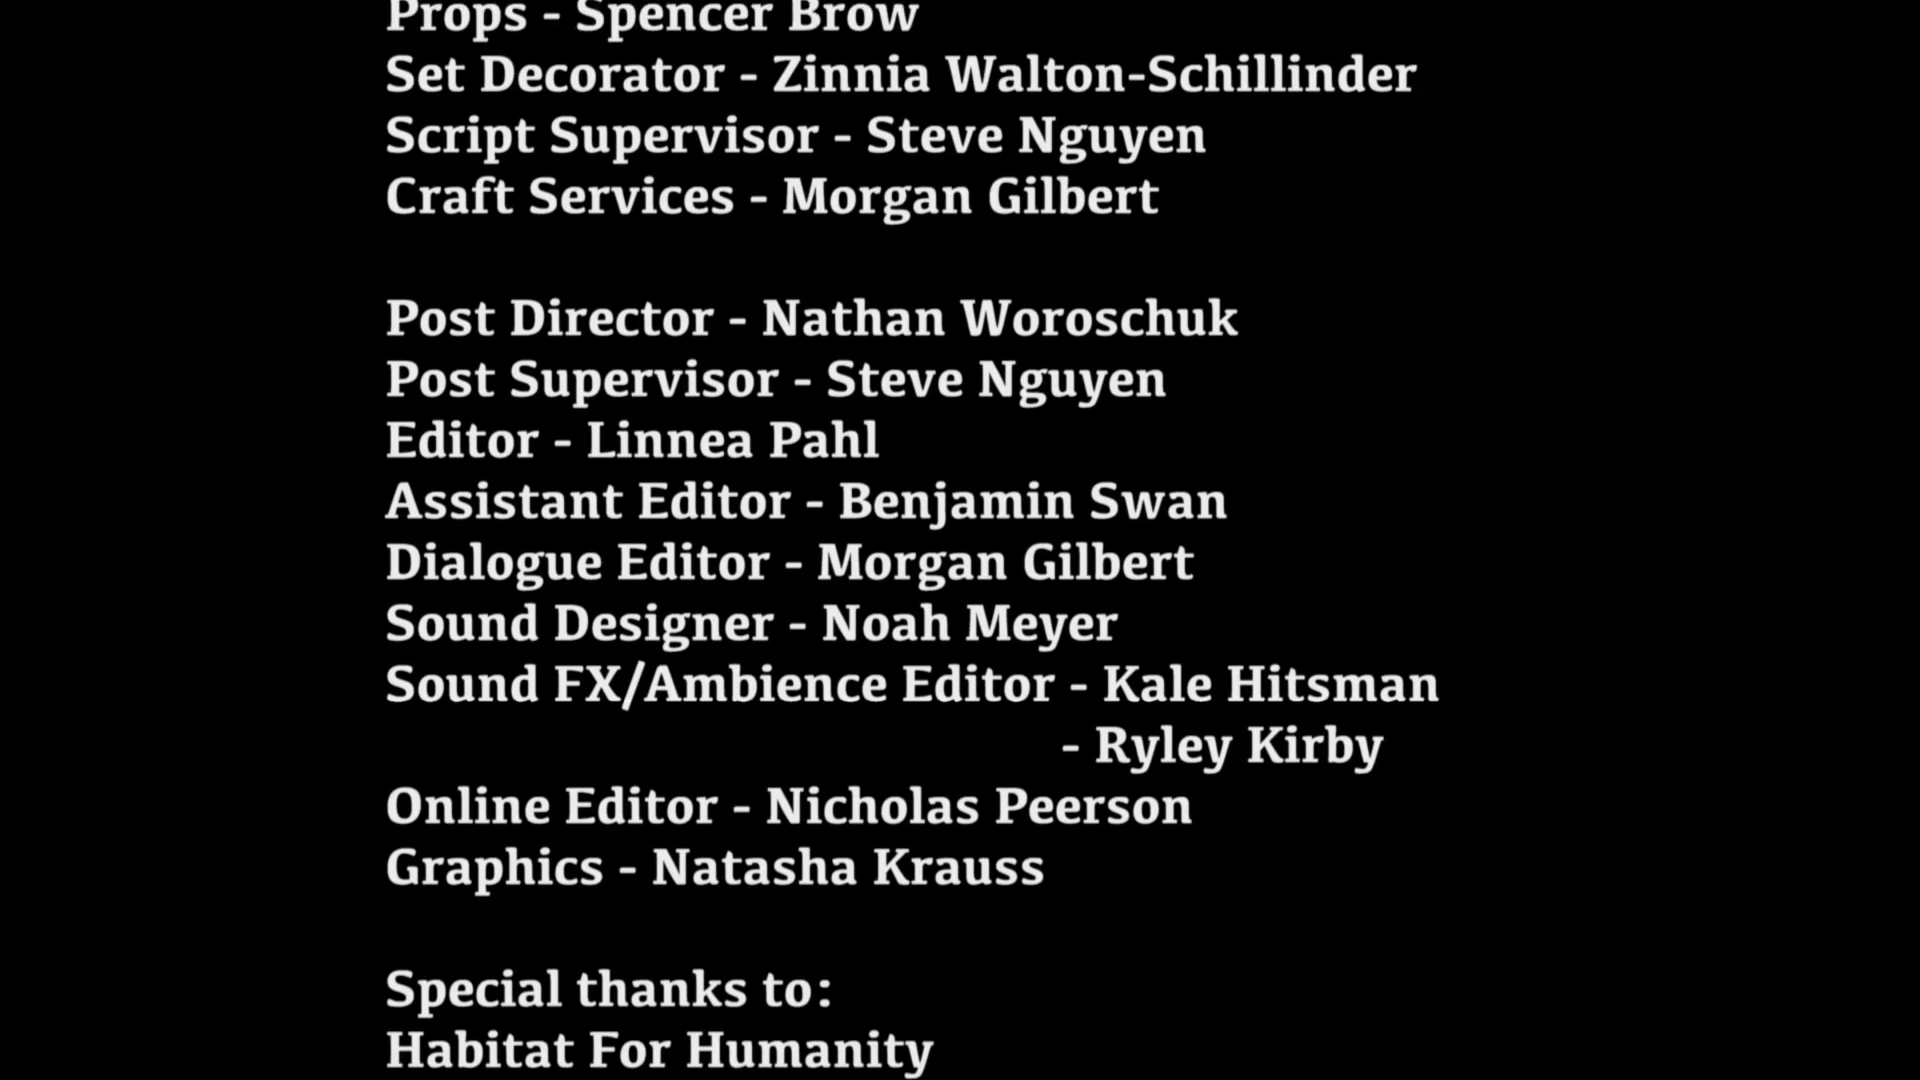 Props - Spencer Brow
Set Decorator - Zinnia Walton-Schillinder
Script Supervisor - Steve Nguyen
Craft Services - Morgan Gilbert
Post Director - Nathan Woroschuk
Post Supervisor - Steve Nguyen
Editor - Linnea Pahl
Assistant Editor - Benjamin Swan
Dialogue Editor - Morgan Gilbert
Sound Designer - Noah Meyer
Sound FX/Ambience Editor - Kale Hitsman
- Ryley Kirby
Online Editor - Nicholas Peerson
Graphics - Natasha Krauss
Special thanks to:
Habitat For Humanity